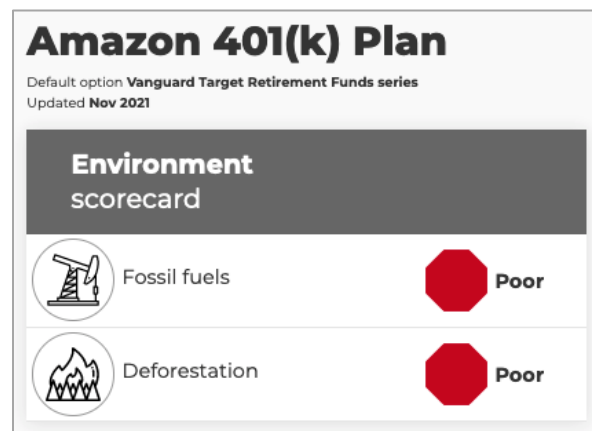 Amazon 401(k) Plan
Default option Vanguard Target Retirement Funds series
Updated Nov 2021
Environment
scorecard
Fossil fuels Poor
Deforestation Poor